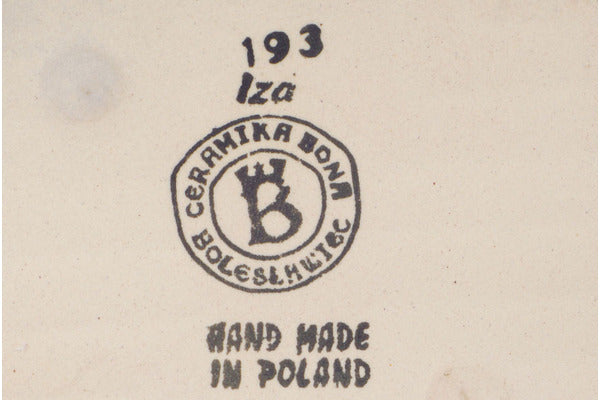 193
Iza
CERAMIKA BONA
B
BOLESŁAWIEC
HAND MADE
IN POLAND